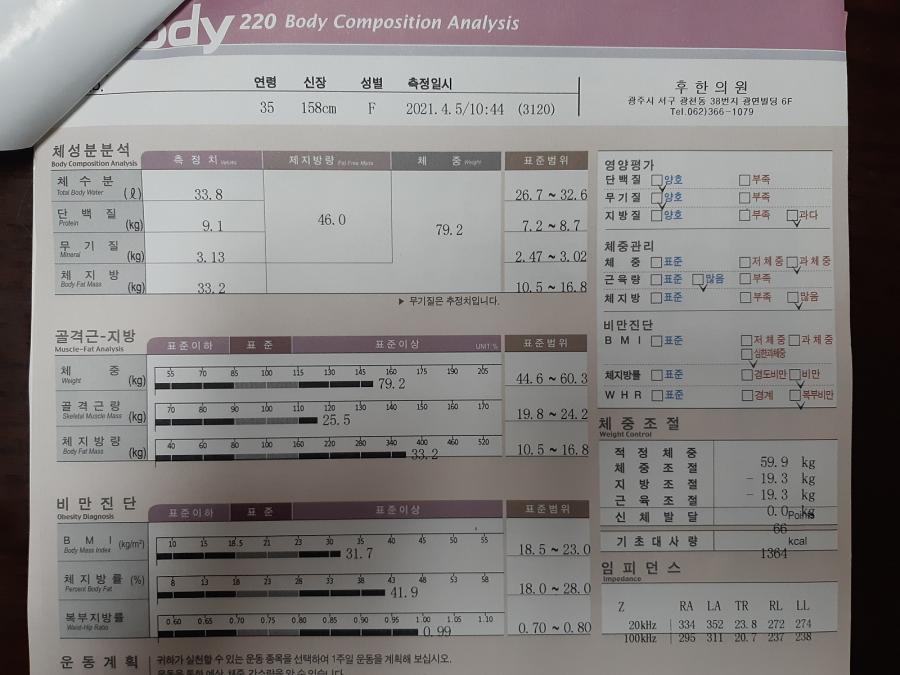 ody 220 Body Composition Analysis
연령 신장 성별 측정일시
35 158cm F 2021.4.5/10:44 (3120)
후한의원
광주시 서구 광천동 38번지 광연빌딩 6F
Tel.062)366-1079
체성분분석
Body Composition Analysis
측정치 Values 제지방량 Fat Free Mass 체중 Weight 표준범위
체수분 Total Body Water (ℓ) 33.8 46.0 79.2 26.7 ~ 32.6
단백질 Protein (kg) 9.1 7.2 ~ 8.7
무기질 Mineral (kg) 3.13 2.47 ~ 3.02
체지방 Body Fat Mass (kg) 33.2 10.5 ~ 16.8
▶ 무기질은 추정치입니다.
골격근-지방
Muscle-Fat Analysis
표준이하 표준 표준이상 UNIT:% 표준범위
체중 Weight (kg) 55 70 85 100 115 130 145 160 175 190 205
79.2 44.6 ~ 60.3
골격근량 Skeletal Muscle Mass (kg) 70 80 90 100 110 120 130 140 150 160 170
25.5 19.8 ~ 24.2
체지방량 Body Fat Mass (kg) 40 60 80 100 160 220 280 340 400 460 520
33.2 10.5 ~ 16.8
비만진단
Obesity Diagnosis
표준이하 표준 표준이상 표준범위
BMI Body Mass Index (kg/m²) 10 15 18.5 23 25 30 35 40 45 50 55
31.7 18.5 ~ 23.0
체지방률 Percent Body Fat (%) 8 13 18 23 28 33 38 43 48 53 58
41.9 18.0 ~ 28.0
복부지방률 Waist-Hip Ratio 0.60 0.65 0.70 0.75 0.80 0.85 0.90 0.95 1.00 1.05 1.10
0.99 0.70 ~ 0.80
운동계획 귀하가 실천할 수 있는 운동 종목을 선택하여 1주일 운동을 계획해 보십시오.
영양평가
단백질 양호 부족
무기질 양호 부족
지방질 양호 부족 과다
체중관리
체중 표준 저체중 과체중
근육량 표준 많음 부족
체지방 표준 부족 많음
비만진단
BMI 표준 저체중 과체중
심한과체중
체지방률 표준 경도비만 비만
WHR 표준 경계 복부비만
체중조절
Weight Control
적정체중 59.9 kg
체중조절 - 19.3 kg
지방조절 - 19.3 kg
근육조절 0.0 kg
신체발달 66 Points
기초대사량 1364 kcal
임피던스
Impedance
Z RA LA TR RL LL
20kHz 334 352 23.8 272 274
100kHz 295 311 20.7 237 238